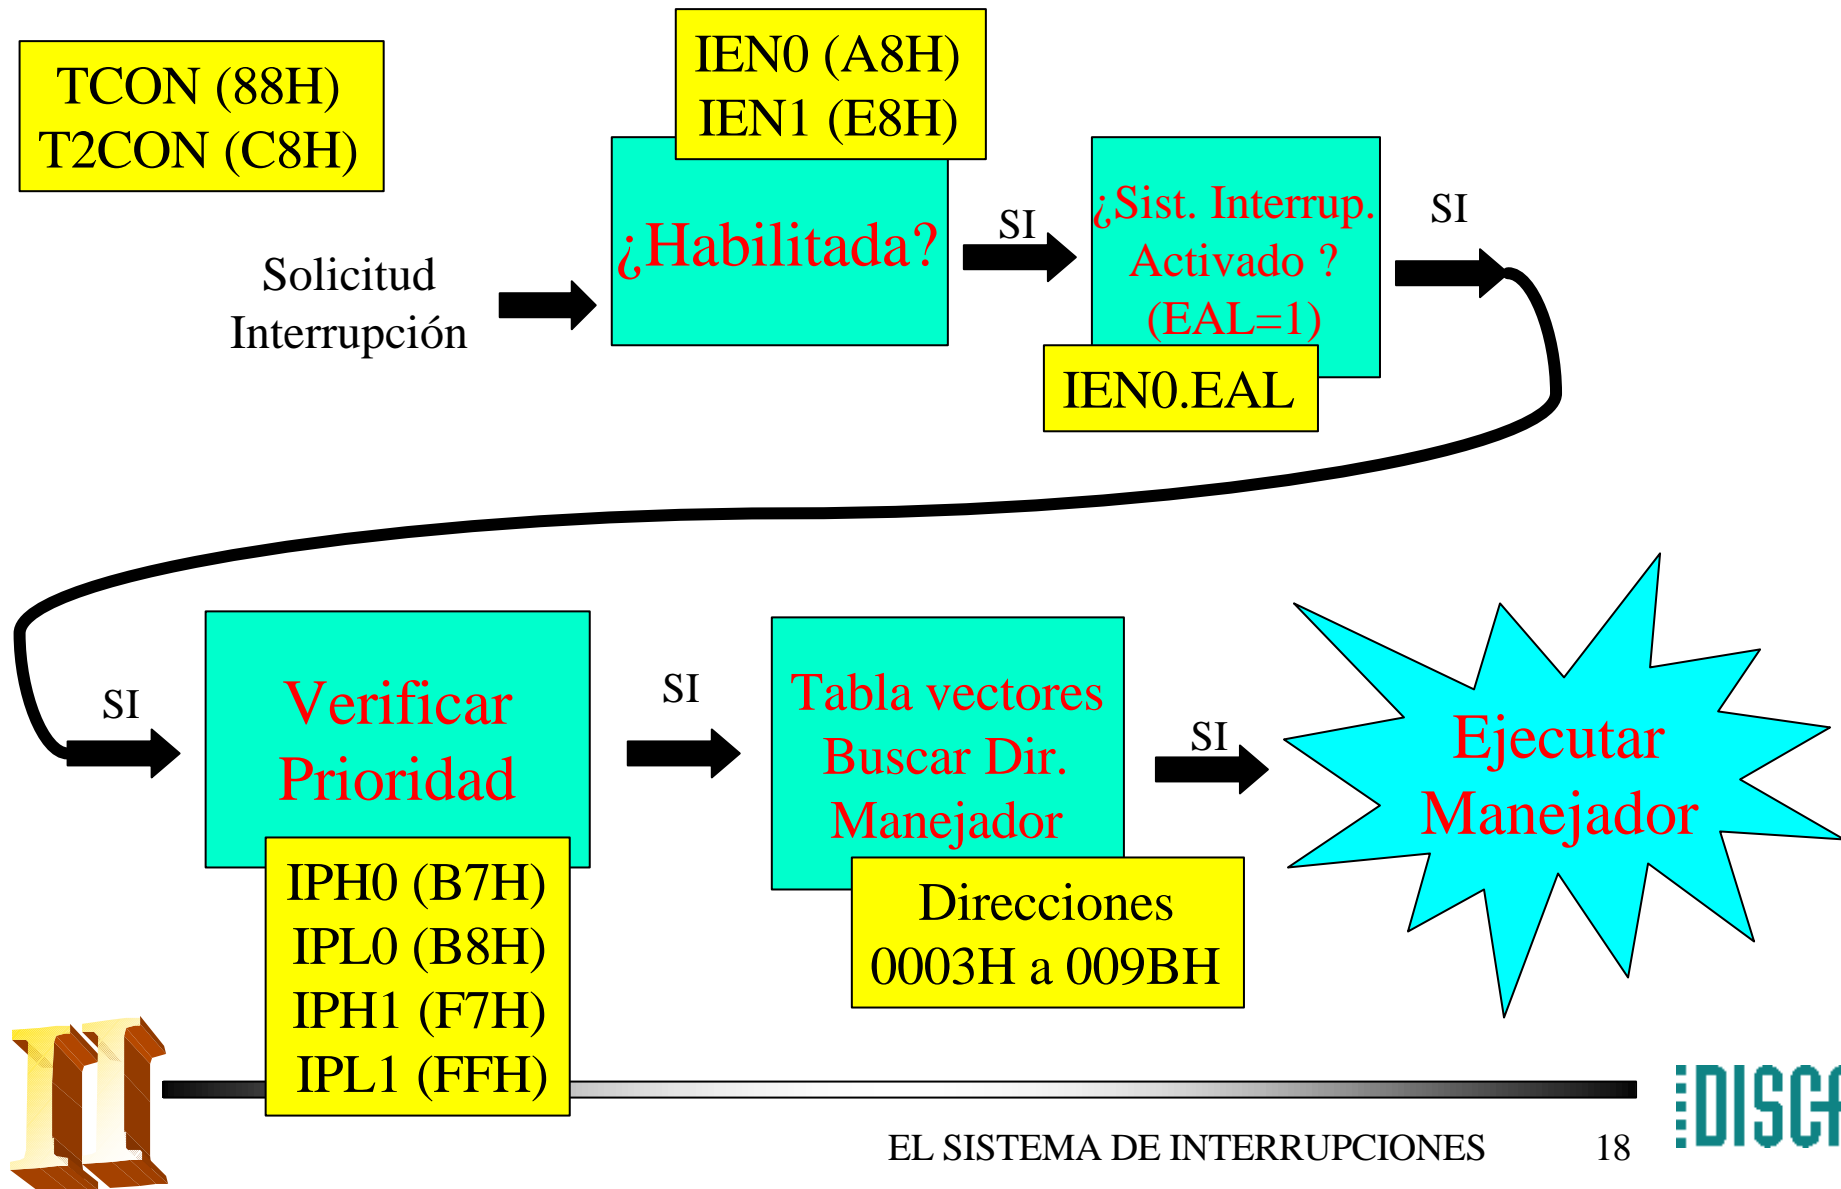 TCON (88H)
T2CON (C8H)
IEN0 (A8H)
IEN1 (E8H)
Solicitud
Interrupción
¿Habilitada?
SI
¿Sist. Interrup.
Activado ?
(EAL=1)
IEN0.EAL
SI
SI
Verificar
Prioridad
IPH0 (B7H)
IPL0 (B8H)
IPH1 (F7H)
IPL1 (FFH)
SI
Tabla vectores
Buscar Dir.
Manejador
Direcciones
0003H a 009BH
SI
Ejecutar
Manejador
II
EL SISTEMA DE INTERRUPCIONES
18